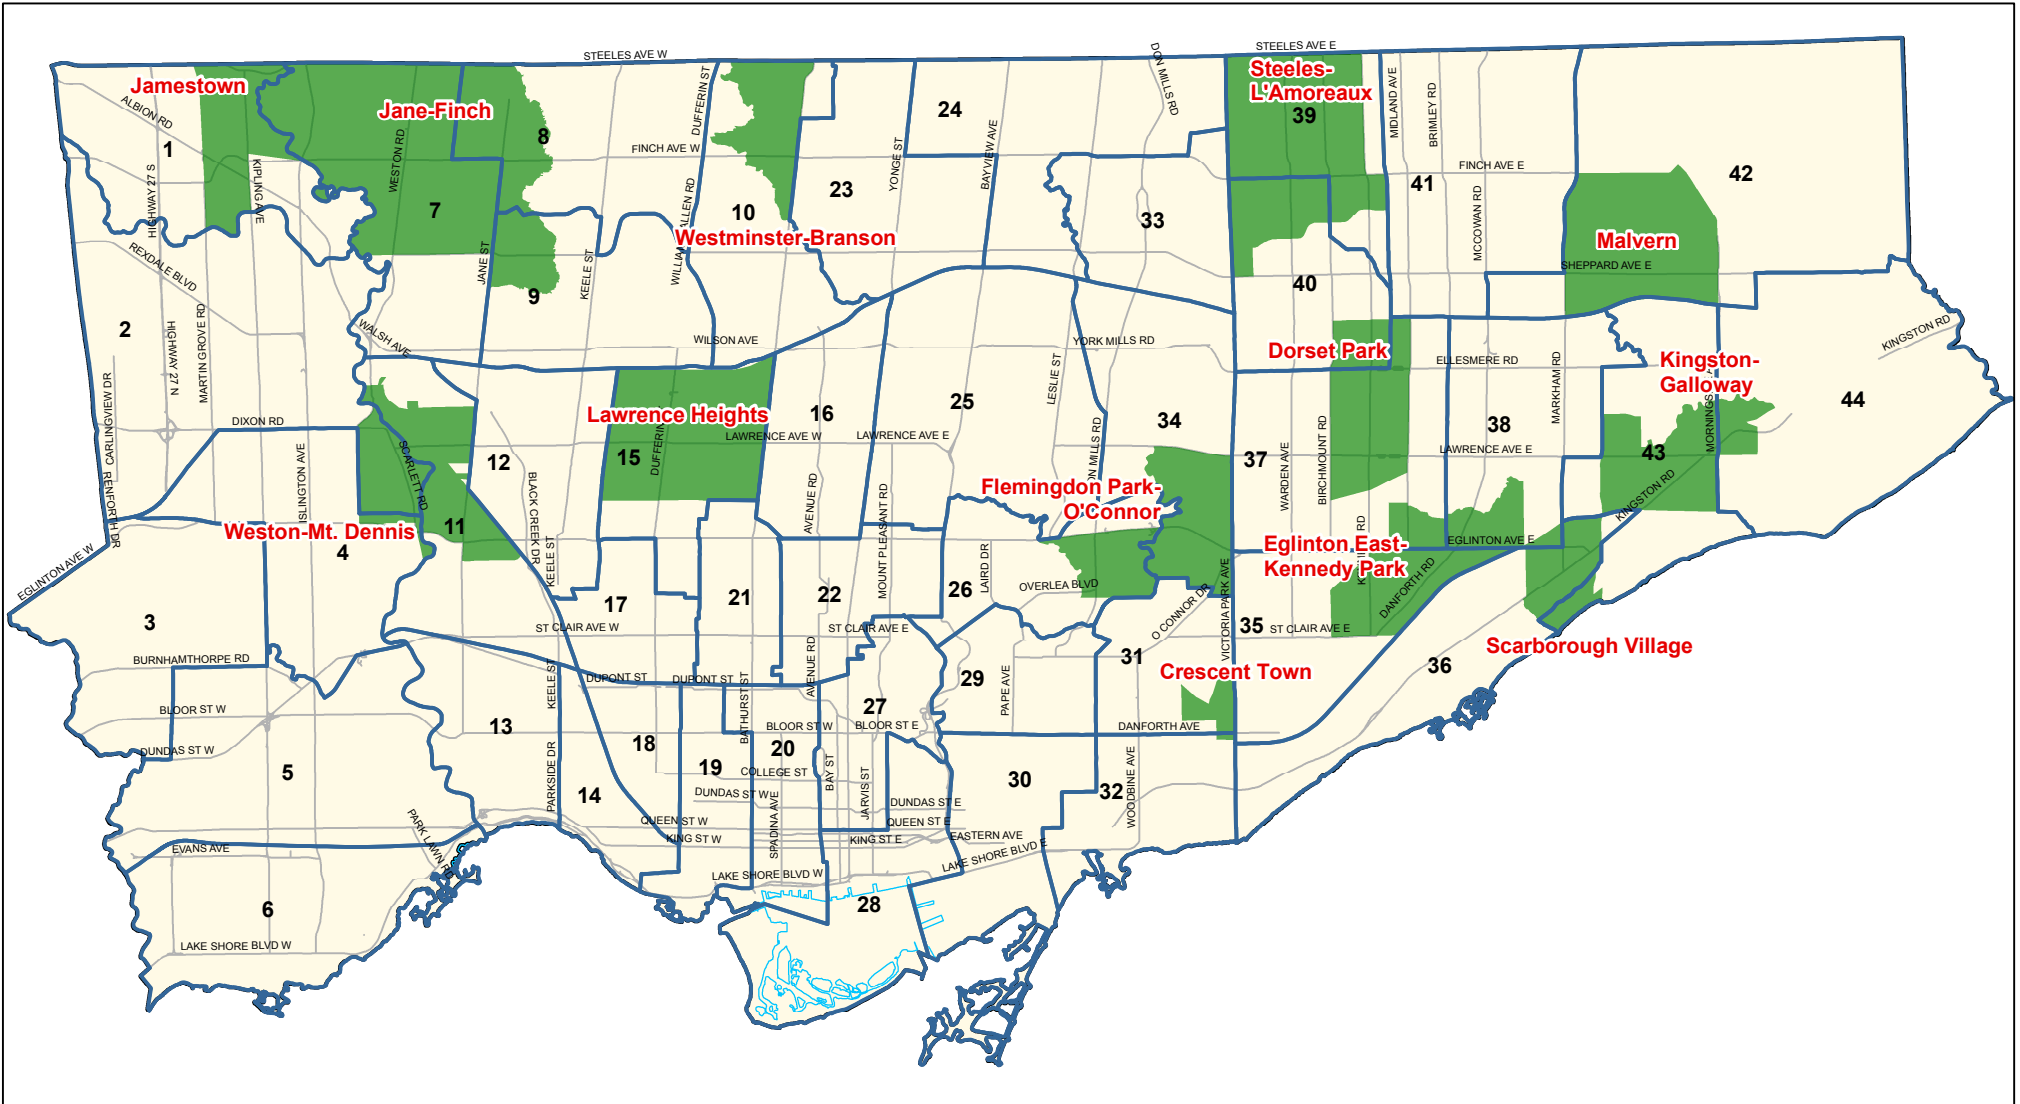 STEELES AVE W
STEELES AVE E
Jamestown
Jane-Finch
Steeles-
L'Amoreaux
ALBION RD
1
HIGHWAY 27 S
KIPLING AVE
WESTON RD
7
8
DUFFERIN ST
FINCH AVE W
10
Westminster-Branson
23
24
YONGE ST
BAYVIEW AVE
DON MILLS RD
33
39
MIDLAND AVE
BRIMLEY RD
FINCH AVE E
41
MCCOWAN RD
42
Malvern
SHEPPARD AVE E
REXDALE BLVD
2
HIGHWAY 27 N
MARTIN GROVE RD
CARLINGVIEW DR
DIXON RD
RENFORTH DR
ISLINGTON AVE
WALSH AVE
JANE ST
9
KEELE ST
ALLEN RD
WILSON AVE
YORK MILLS RD
LESLIE ST
40
Dorset Park
ELLESMERE RD
MARKHAM RD
Kingston-
Galloway
KINGSTON RD
44
Lawrence Heights
15
16
LAWRENCE AVE W
LAWRENCE AVE E
25
34
37
38
LAWRENCE AVE E
43
KINGSTON RD
SCARLETT RD
12
BLACK CREEK DR
11
Weston-Mt. Dennis
4
EGLINTON AVE W
3
AVENUE RD
MOUNT PLEASANT RD
Flemingdon Park-
O'Connor
WARDEN AVE
BIRCHMOUNT RD
Eglinton East-
Kennedy Park
EGLINTON AVE E
DANFORTH RD
KEELE ST
17
21
22
26
LAIRD DR
OVERLEA BLVD
O CONNOR DR
VICTORIA PARK AVE
35
ST CLAIR AVE E
ST CLAIR AVE W
ST CLAIR AVE E
Scarborough Village
36
31
Crescent Town
BURNHAMTHORPE RD
BLOOR ST W
DUNDAS ST W
5
13
KEELE ST
PARKSIDE DR
DUPONT ST
DUPONT ST
BATHURST ST
AVENUE RD
29
PAPE AVE
27
BLOOR ST W
BLOOR ST E
DANFORTH AVE
18
19
20
COLLEGE ST
BAY ST
JARVIS ST
30
32
WOODBINE AVE
14
DUNDAS ST W
SPADINA AVE
DUNDAS ST E
QUEEN ST W
QUEEN ST E
KING ST W
KING ST E
EASTERN AVE
LAKE SHORE BLVD E
LAKE SHORE BLVD W
28
PARK LAWN RD
EVANS AVE
6
LAKE SHORE BLVD W